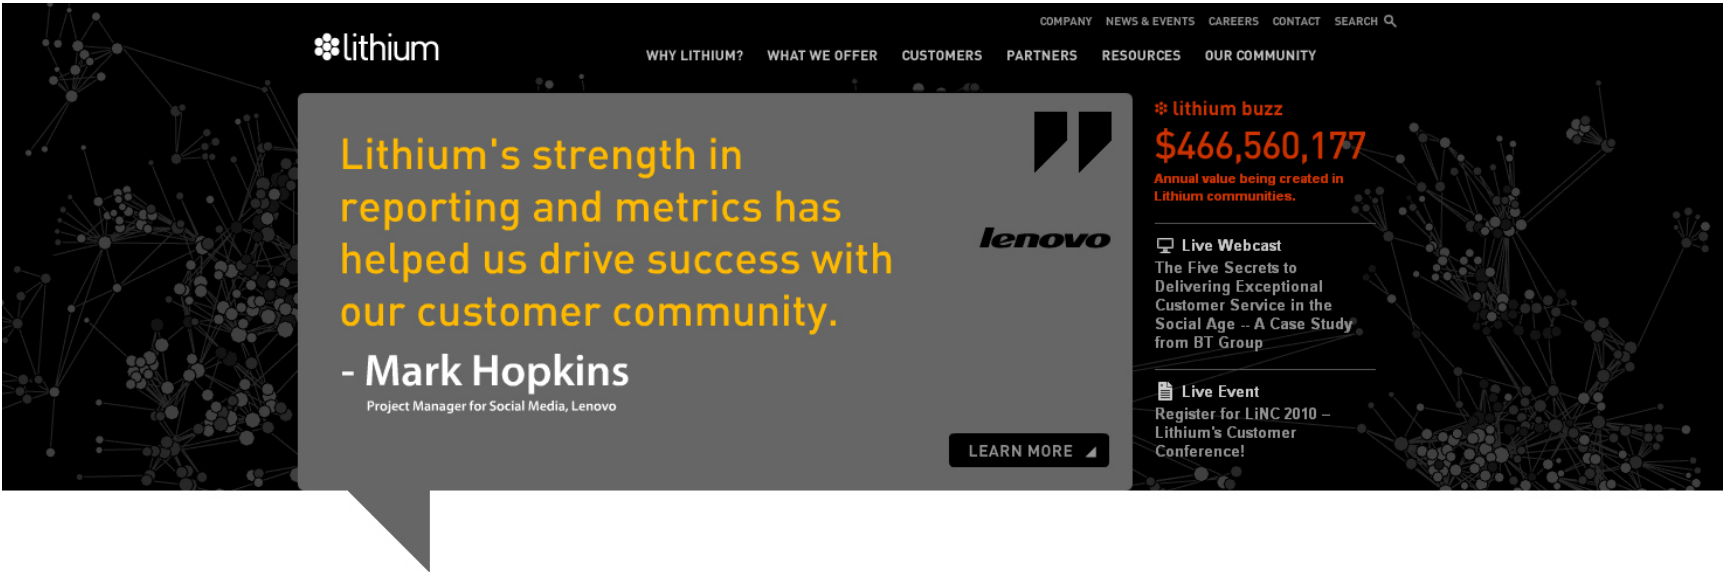 COMPANY NEWS & EVENTS CAREERS CONTACT SEARCH
lithium
WHY LITHIUM? WHAT WE OFFER CUSTOMERS PARTNERS RESOURCES OUR COMMUNITY
Lithium's strength in
reporting and metrics has
helped us drive success with
our customer community.
- Mark Hopkins
Project Manager for Social Media, Lenovo
lenovo
LEARN MORE
lithium buzz
$466,560,177
Annual value being created in
Lithium communities.
Live Webcast
The Five Secrets to
Delivering Exceptional
Customer Service in the
Social Age -- A Case Study
from BT Group
Live Event
Register for LiNC 2010 –
Lithium's Customer
Conference!